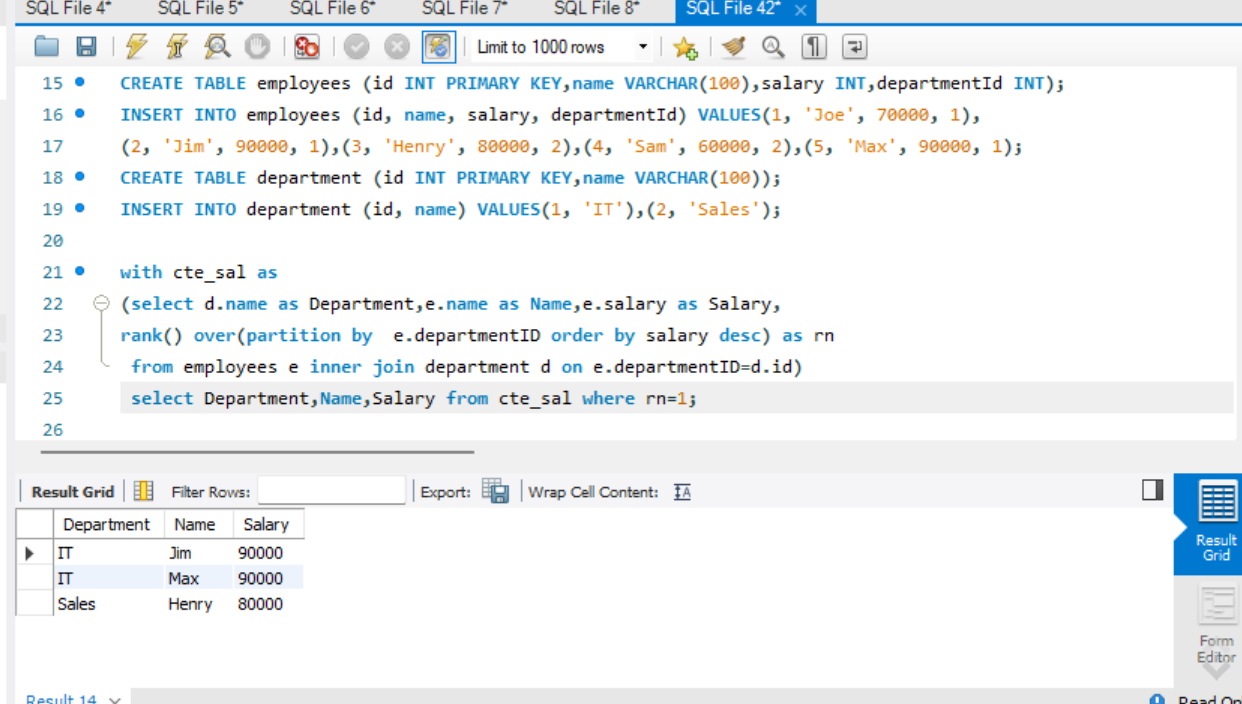 SQL File 4* SQL File 5* SQL File 6* SQL File 7* SQL File 8* SQL File 42*
Limit to 1000 rows
15 CREATE TABLE employees (id INT PRIMARY KEY,name VARCHAR(100),salary INT,departmentId INT);
16 INSERT INTO employees (id, name, salary, departmentId) VALUES(1, 'Joe', 70000, 1),
17 (2, 'Jim', 90000, 1),(3, 'Henry', 80000, 2),(4, 'Sam', 60000, 2),(5, 'Max', 90000, 1);
18 CREATE TABLE department (id INT PRIMARY KEY,name VARCHAR(100));
19 INSERT INTO department (id, name) VALUES(1, 'IT'),(2, 'Sales');
20
21 with cte_sal as
22 (select d.name as Department,e.name as Name,e.salary as Salary,
23 rank() over(partition by  e.departmentID order by salary desc) as rn
24 from employees e inner join department d on e.departmentID=d.id)
25 select Department,Name,Salary from cte_sal where rn=1;
26
Result Grid Filter Rows: Export: Wrap Cell Content:
Department Name Salary
IT Jim 90000
IT Max 90000
Sales Henry 80000
Result
Grid
Form
Editor
Result 14 Read On